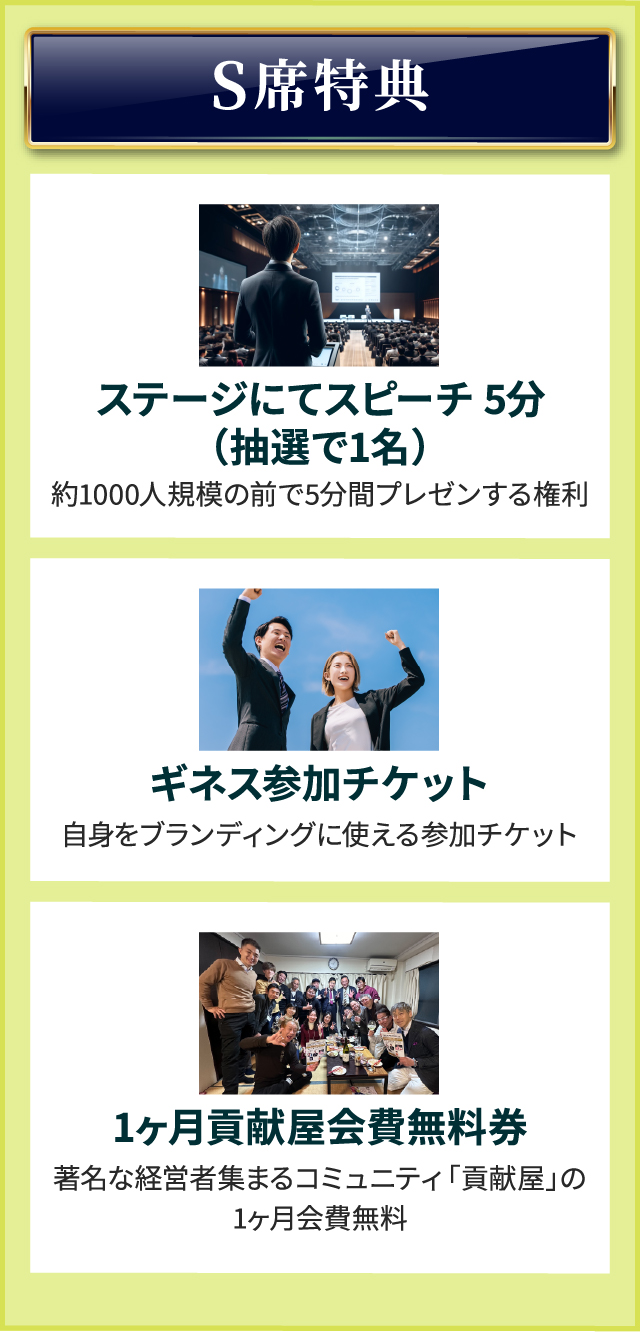 S席特典
ステージにてスピーチ 5分
（抽選で1名）
約1000人規模の前で5分間プレゼンする権利
ギネス参加チケット
自身をブランディングに使える参加チケット
1ヶ月貢献屋会費無料券
著名な経営者集まるコミュニティ「貢献屋」の
1ヶ月会費無料